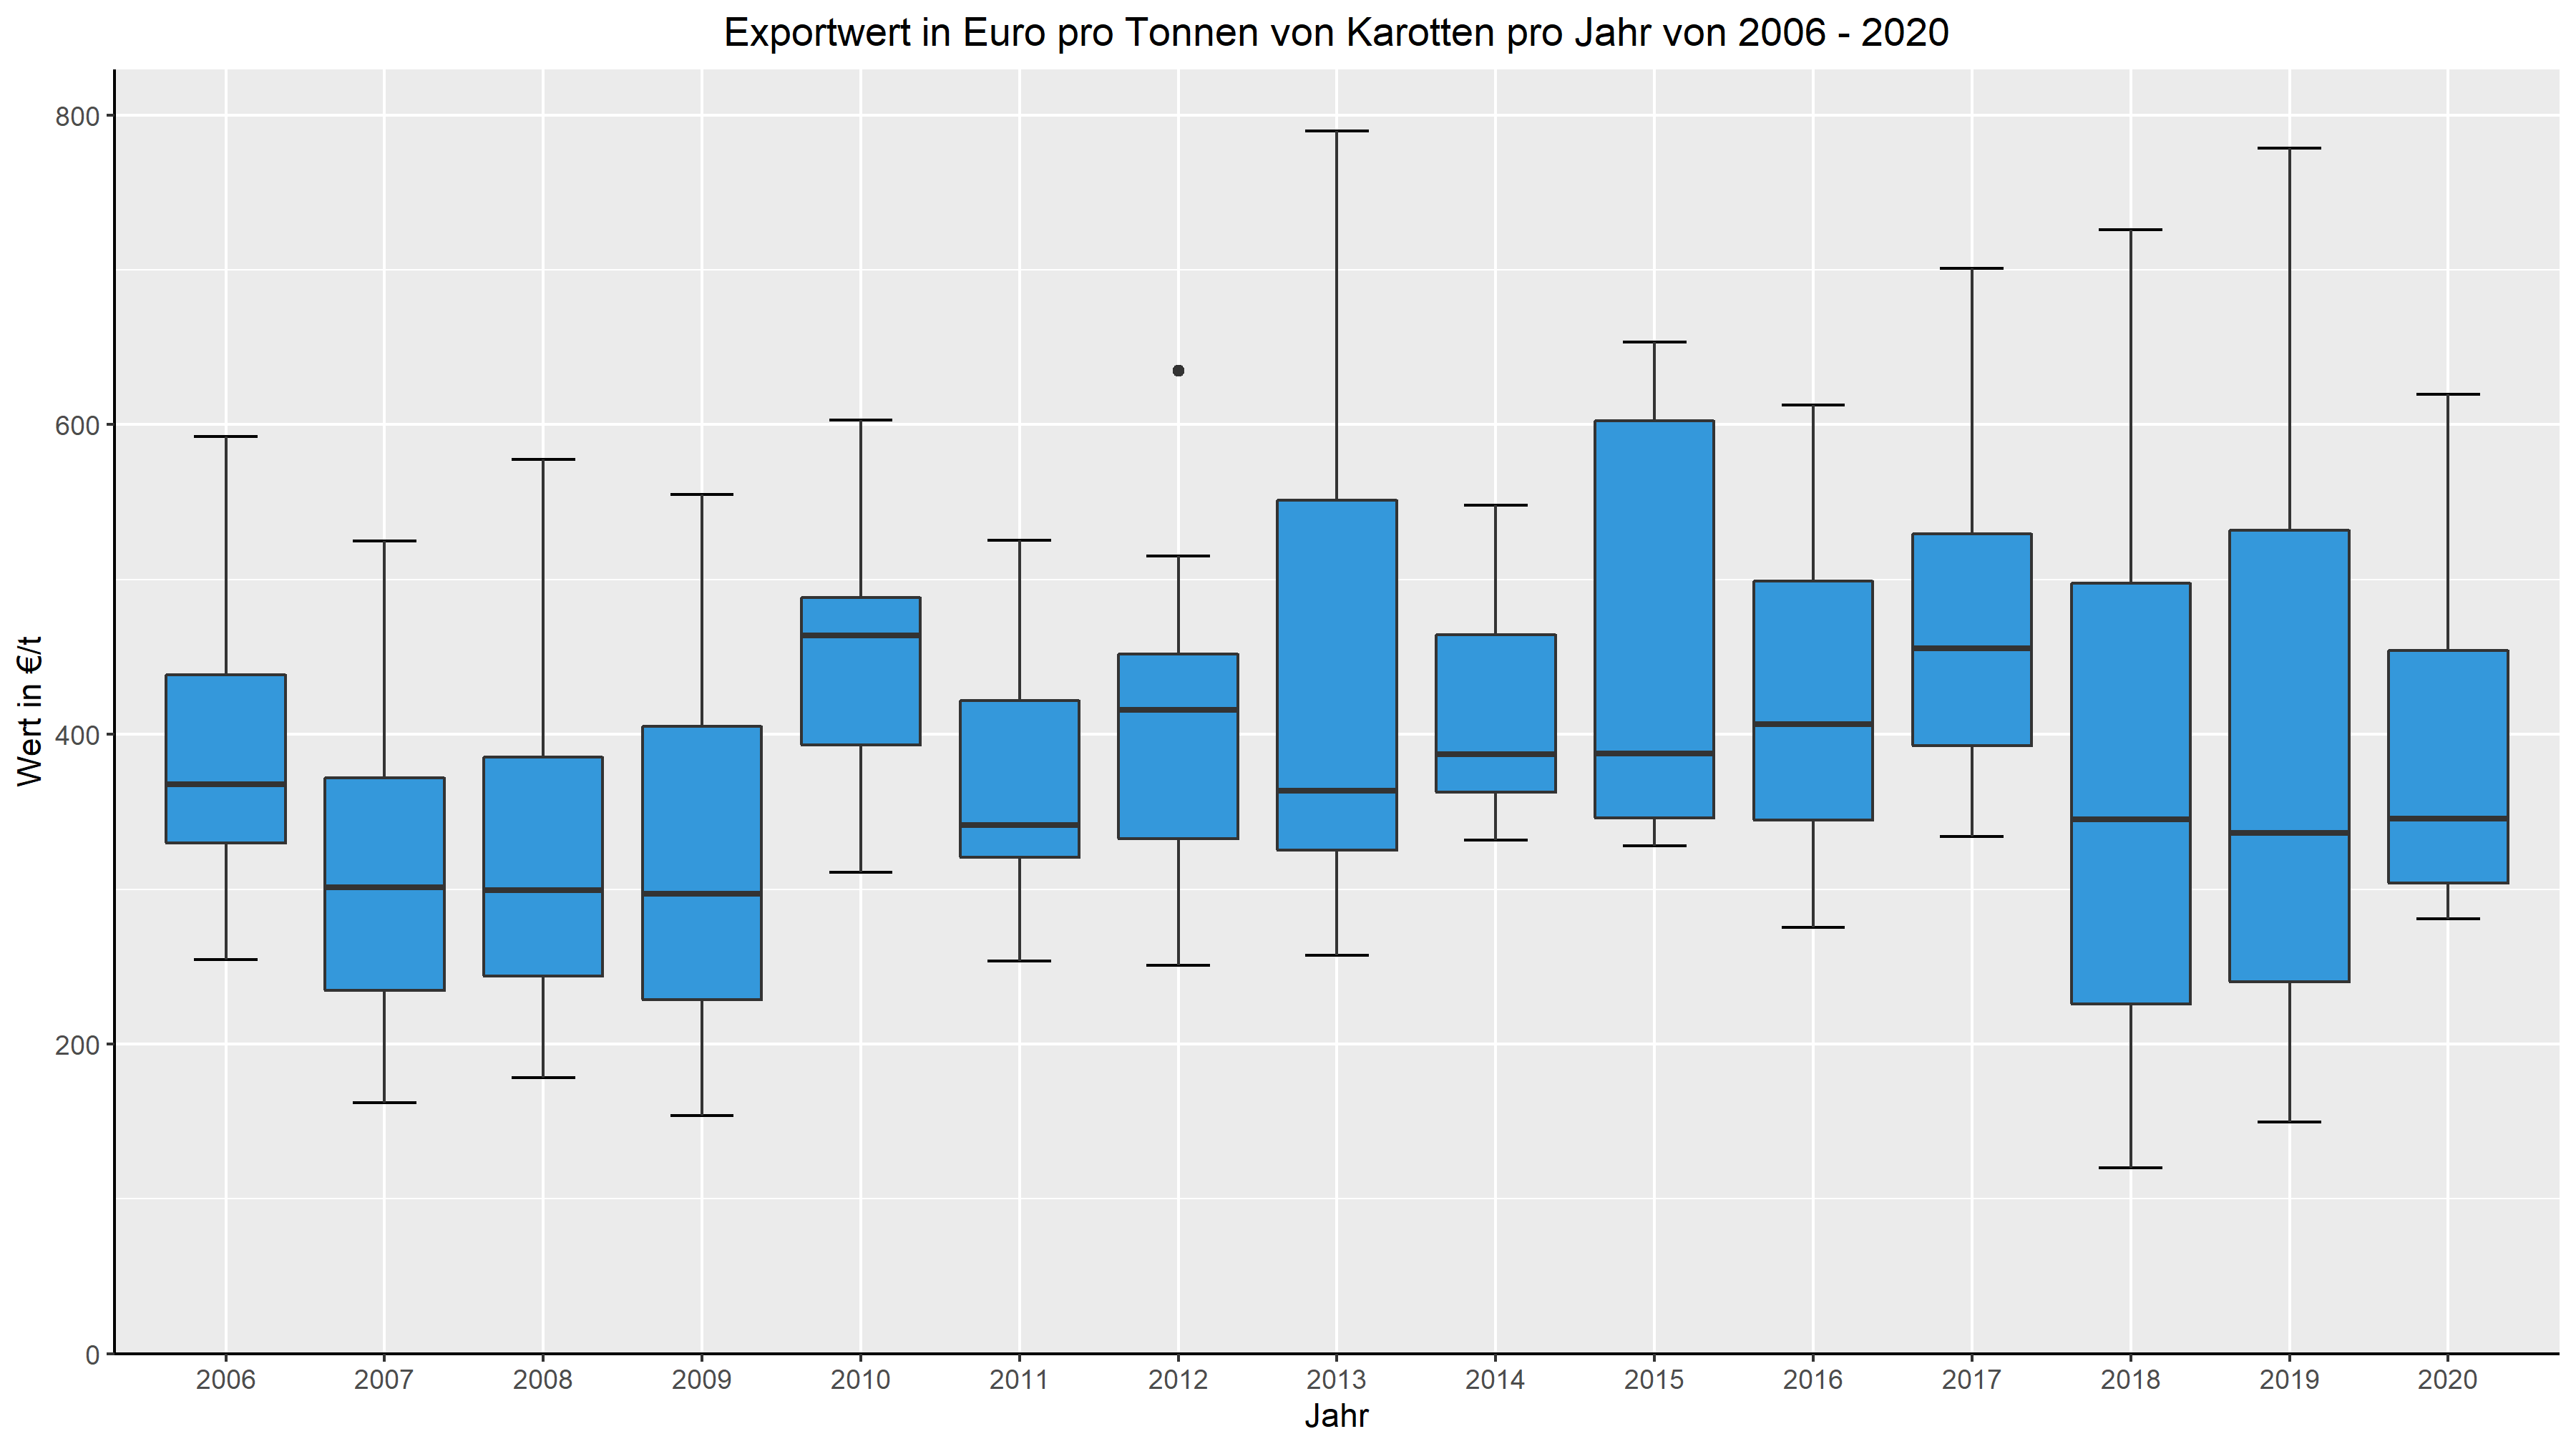 Exportwert in Euro pro Tonnen von Karotten pro Jahr von 2006 - 2020
Wert in €/t
800
600
400
200
0
2006 2007 2008 2009 2010 2011 2012 2013 2014 2015 2016 2017 2018 2019 2020
Jahr